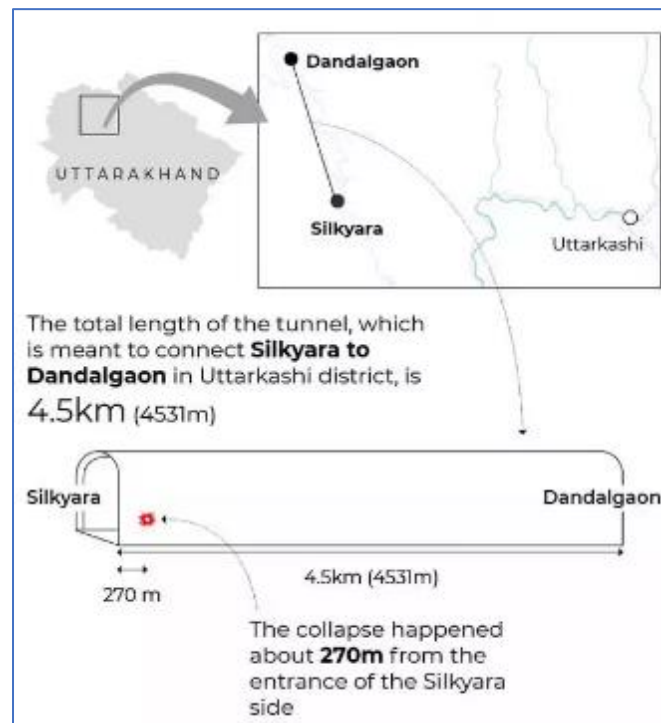 Dandalgaon
UTTARAKHAND
Silkyara
Uttarkashi
The total length of the tunnel, which
is meant to connect Silkyara to
Dandalgaon in Uttarkashi district, is
4.5km (4531m)
Silkyara
Dandalgaon
4.5km (4531m)
270 m
The collapse happened
about 270m from the
entrance of the Silkyara
side